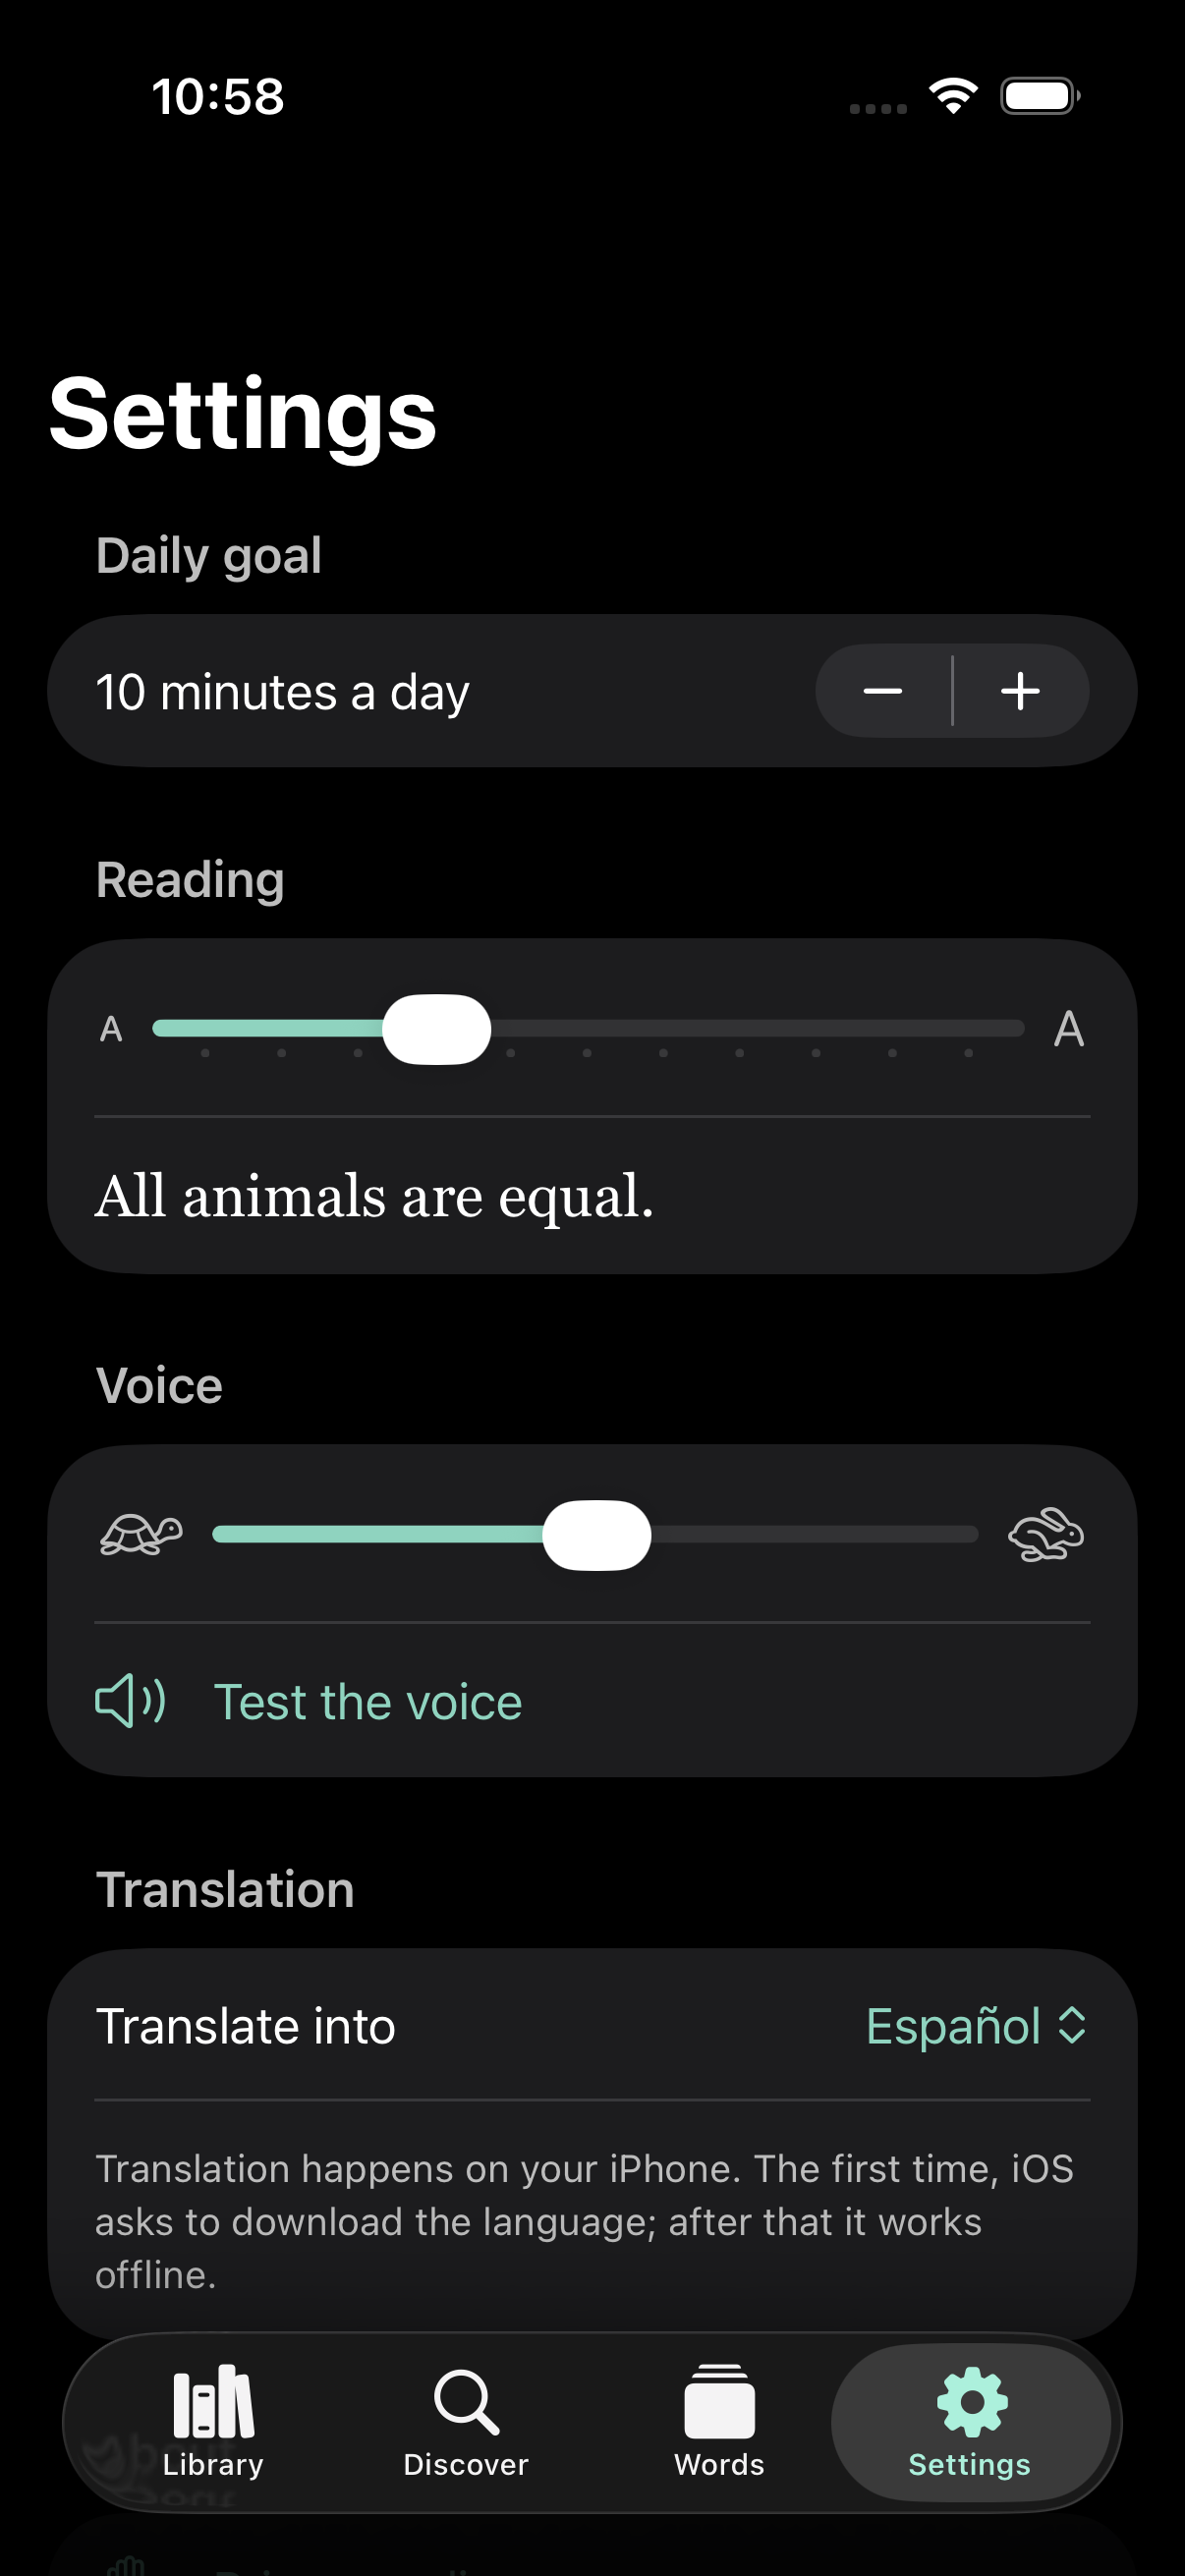 10:58
Settings
Daily goal
10 minutes a day
Reading
A A
All animals are equal.
Voice
Test the voice
Translation
Translate into Español
Translation happens on your iPhone. The first time, iOS
asks to download the language; after that it works
offline.
About
Library Discover Words Settings